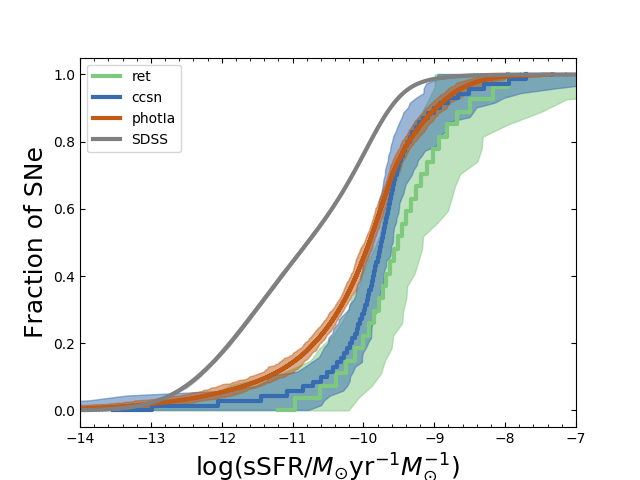 Fraction of SNe
1.0
0.8
0.6
0.4
0.2
0.0
ret
ccsn
photIa
SDSS
−14 −13 −12 −11 −10 −9 −8 −7
log(sSFR/M⊙yr⁻¹M⊙⁻¹)